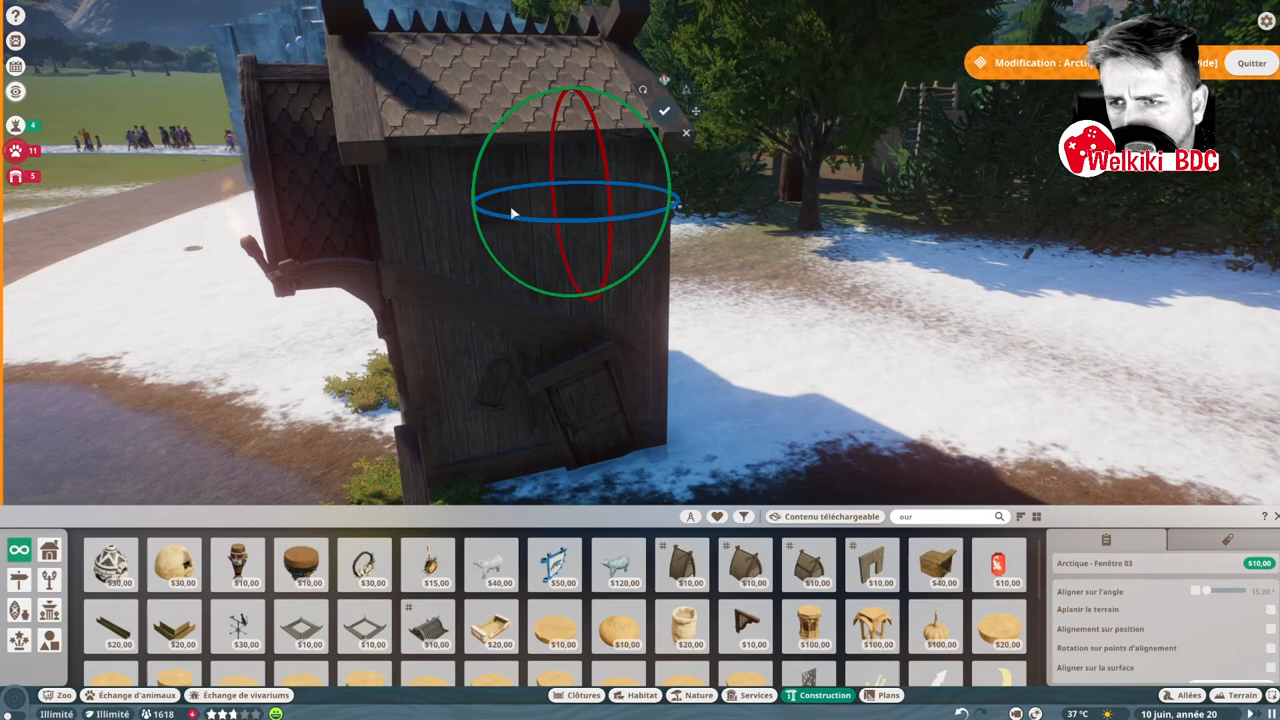 Modification : Arcti
ide]
Quitter
4
11
5
Welkiki BDC
Contenu téléchargeable
our
$30,00 $30,00 $10,00 $10,00 $30,00 $15,00 $40,00 $50,00 $120,00 $10,00 $10,00 $10,00 $10,00 $40,00 $10,00
$20,00 $20,00 $20,00 $10,00 $10,00 $10,00 $20,00 $10,00 $10,00 $20,00 $10,00 $100,00 $100,00 $100,00 $20,00
Arctique - Fenêtre 03
$10,00
Aligner sur l'angle
15,00°
Aplanir le terrain
Alignement sur position
Rotation sur points d'alignement
Aligner sur la surface
Zoo
Échange d'animaux
Échange de vivariums
Clôtures
Habitat
Nature
Services
Construction
Plans
Allées
Terrain
Illimité
Illimité
1618
37 °C
10 juin, année 20